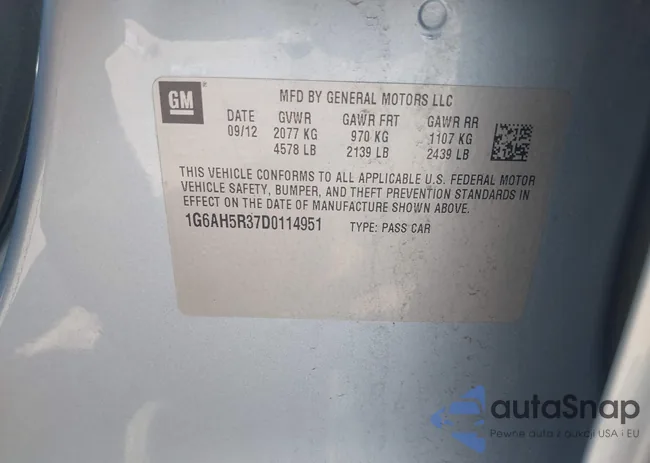 GM ®
MFD BY GENERAL MOTORS LLC
DATE GVWR GAWR FRT GAWR RR
09/12 2077 KG 970 KG 1107 KG
4578 LB 2139 LB 2439 LB
THIS VEHICLE CONFORMS TO ALL APPLICABLE U.S. FEDERAL MOTOR
VEHICLE SAFETY, BUMPER, AND THEFT PREVENTION STANDARDS IN
EFFECT ON THE DATE OF MANUFACTURE SHOWN ABOVE.
1G6AH5R37D0114951 TYPE: PASS CAR
autaSnap
Pewne auta z aukcji USA i EU